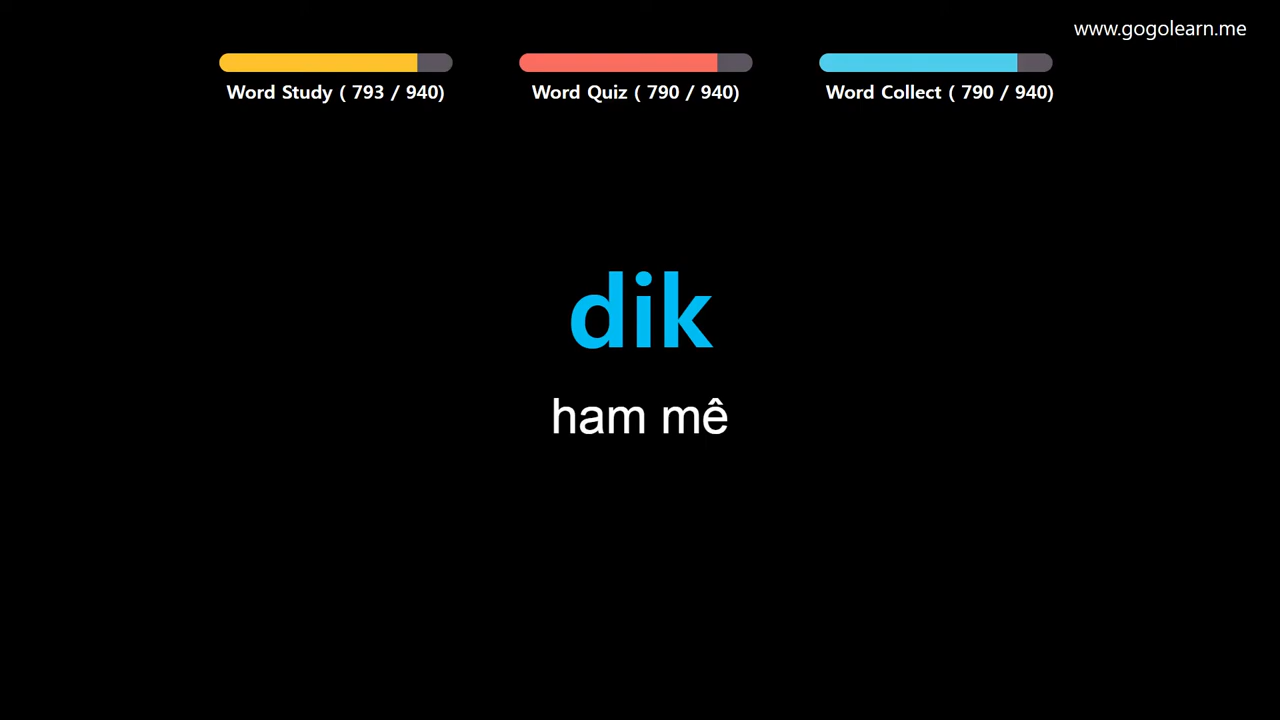 www.gogolearn.me
Word Study ( 793 / 940)
Word Quiz ( 790 / 940)
Word Collect ( 790 / 940)
dik
ham mê